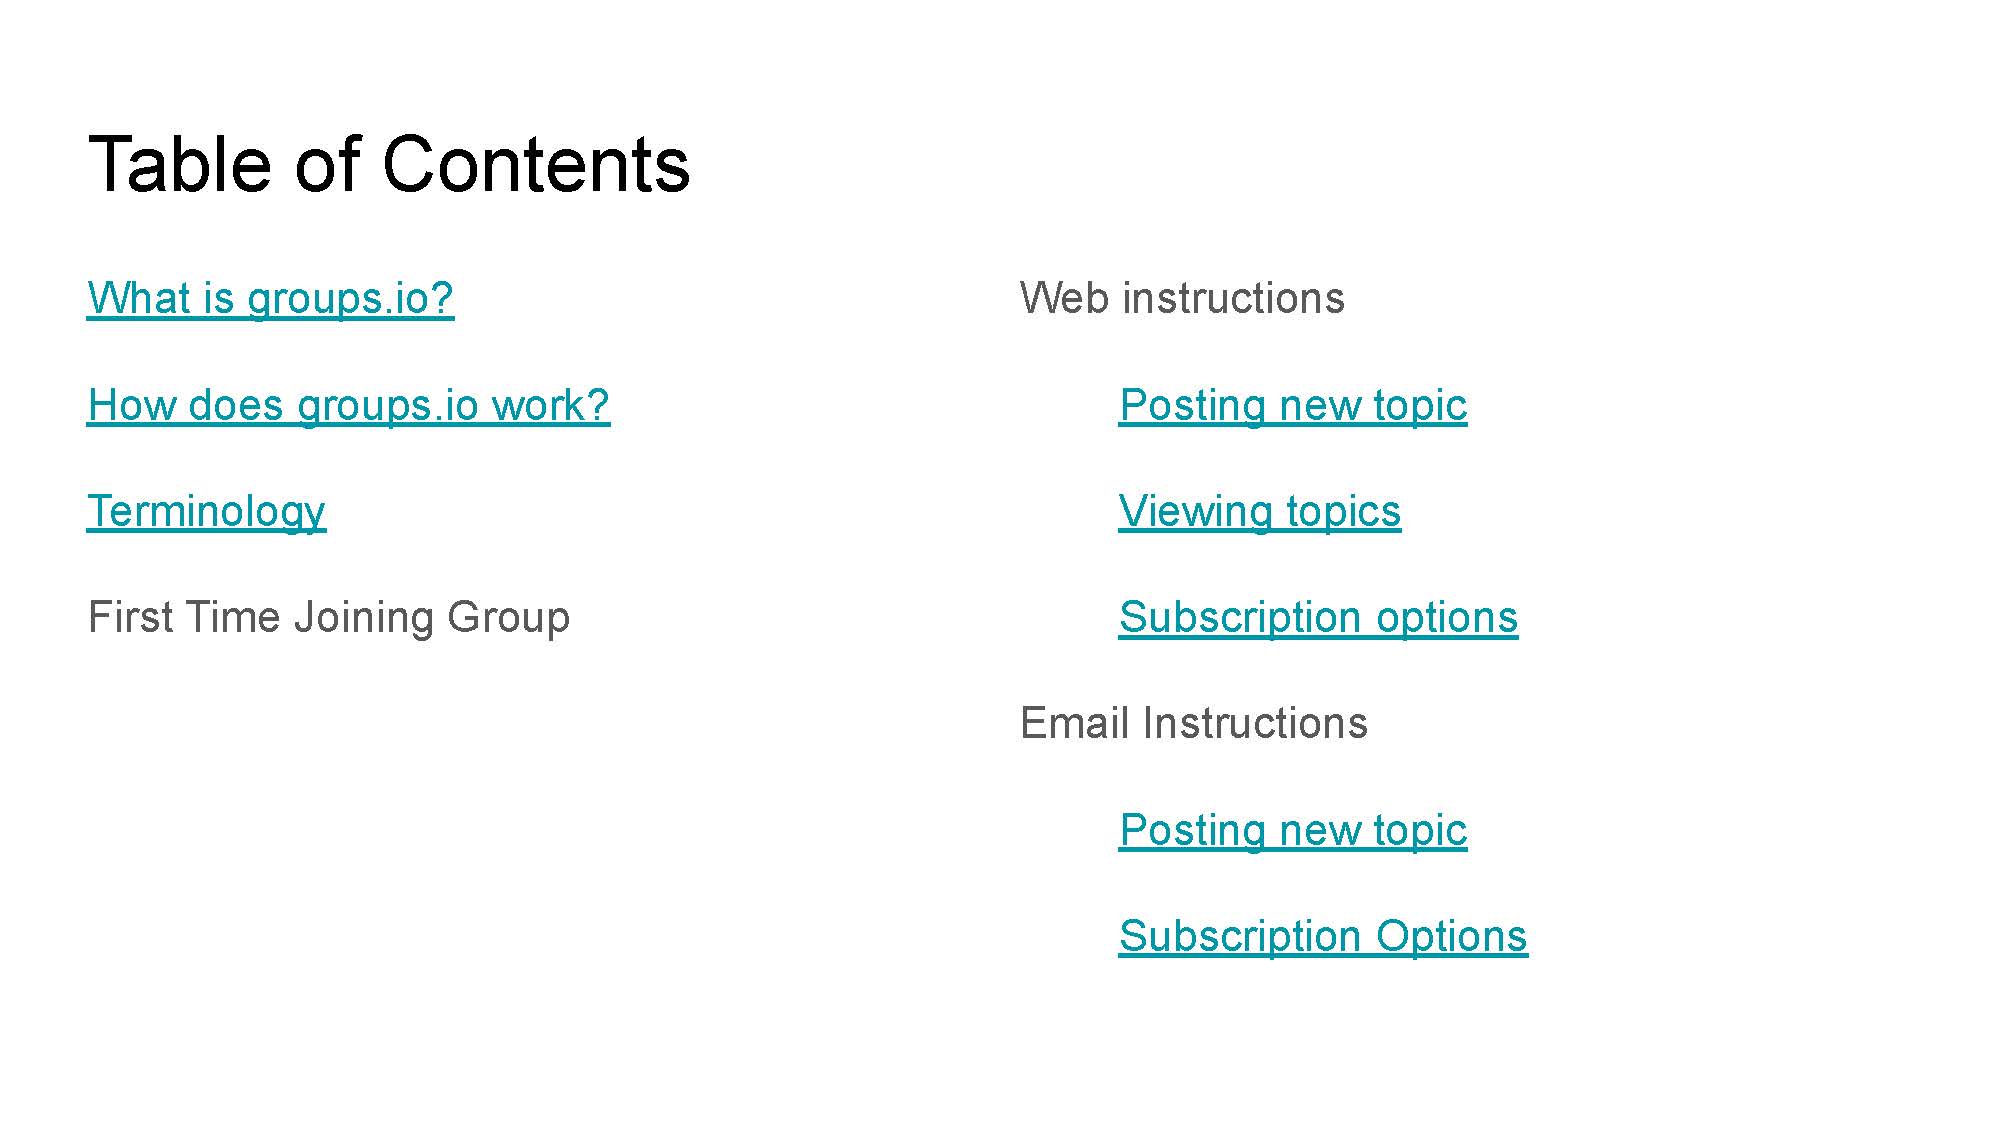 Table of Contents
What is groups.io?
How does groups.io work?
Terminology
First Time Joining Group
Web instructions
Posting new topic
Viewing topics
Subscription options
Email Instructions
Posting new topic
Subscription Options